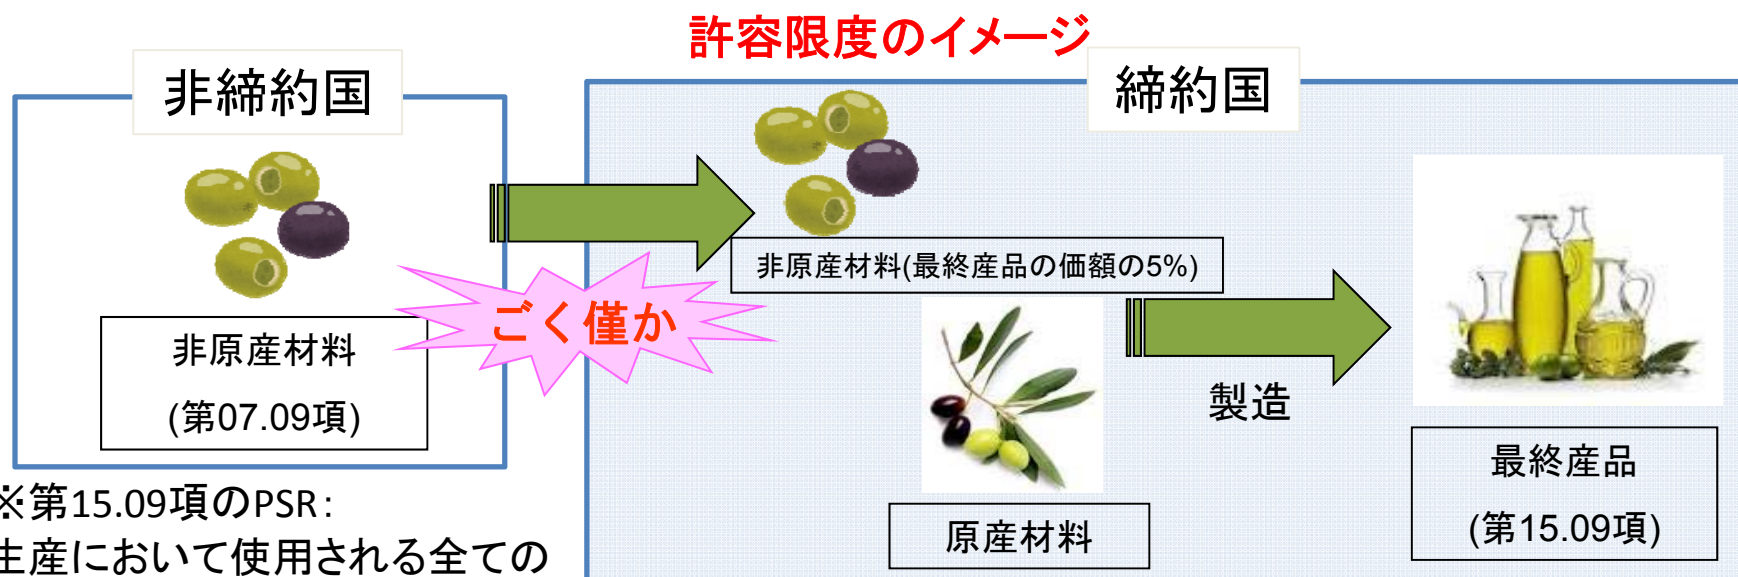 許容限度のイメージ
非締約国
締約国
非原産材料(最終産品の価額の5%)
ごく僅か
非原産材料
(第07.09項)
製造
原産材料
最終産品
(第15.09項)
※第15.09項のPSR:
生産において使用される全ての